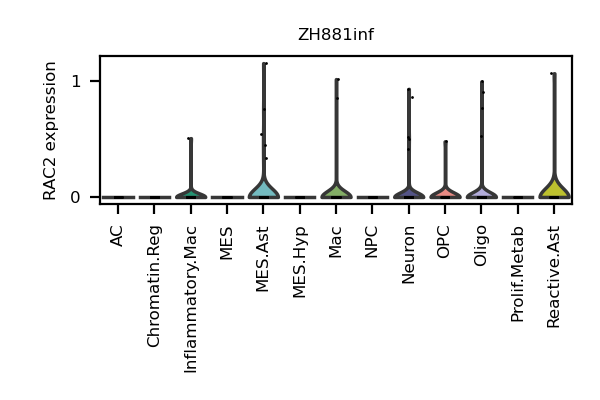 ZH881inf
RAC2 expression
1
0
AC
Chromatin.Reg
Inflammatory.Mac
MES
MES.Ast
MES.Hyp
Mac
NPC
Neuron
OPC
Oligo
Prolif.Metab
Reactive.Ast